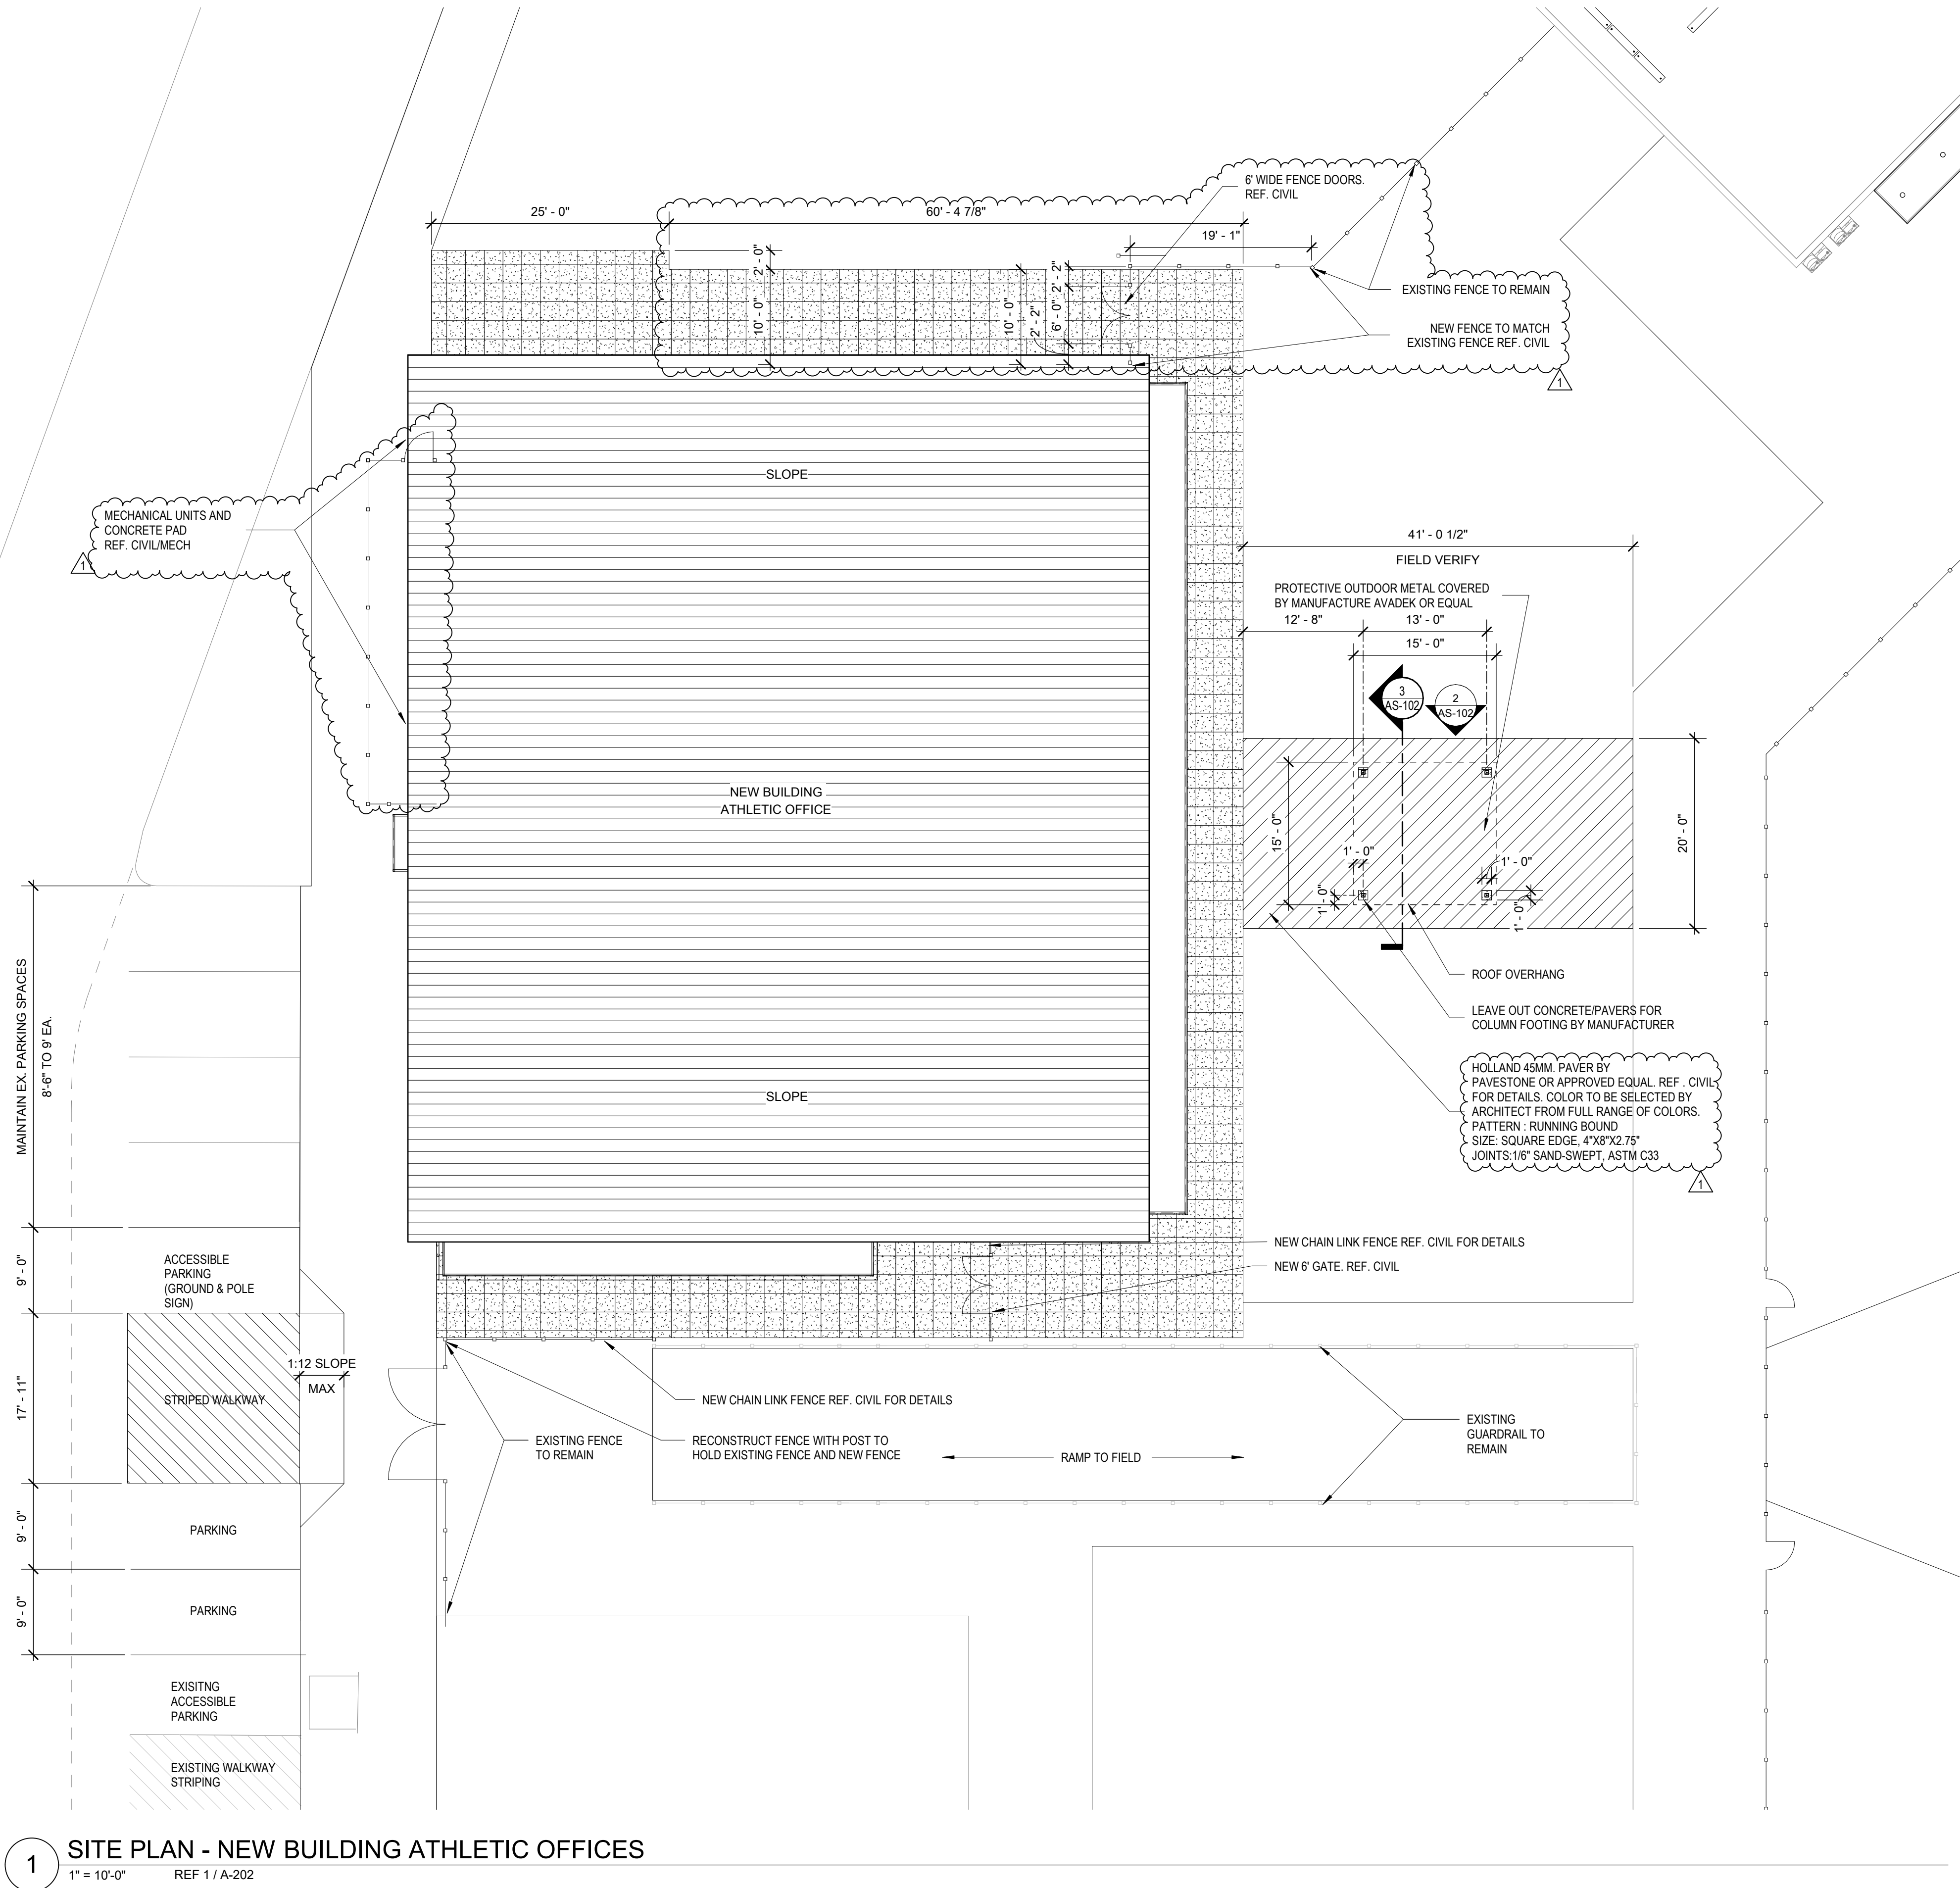 6' WIDE FENCE DOORS.
REF. CIVIL
25' - 0"
60' - 4 7/8"
19' - 1"
2' - 0"
10' - 0"
10' - 0"
2' - 2"
6' - 0"
2' - 2"
EXISTING FENCE TO REMAIN
NEW FENCE TO MATCH
EXISTING FENCE REF. CIVIL
1
SLOPE
MECHANICAL UNITS AND
CONCRETE PAD
REF. CIVIL/MECH
1
41' - 0 1/2"
FIELD VERIFY
PROTECTIVE OUTDOOR METAL COVERED
BY MANUFACTURE AVADEK OR EQUAL
12' - 8"
13' - 0"
15' - 0"
3
AS-102
2
AS-102
NEW BUILDING
ATHLETIC OFFICE
15' - 0"
20' - 0"
1' - 0"
1' - 0"
1' - 0"
1' - 0"
ROOF OVERHANG
LEAVE OUT CONCRETE/PAVERS FOR
COLUMN FOOTING BY MANUFACTURER
HOLLAND 45MM. PAVER BY
PAVESTONE OR APPROVED EQUAL. REF . CIVIL
FOR DETAILS. COLOR TO BE SELECTED BY
ARCHITECT FROM FULL RANGE OF COLORS.
PATTERN : RUNNING BOUND
SIZE: SQUARE EDGE, 4"X8"X2.75"
JOINTS:1/6" SAND-SWEPT, ASTM C33
1
SLOPE
MAINTAIN EX. PARKING SPACES
8'-6" TO 9' EA.
9' - 0"
ACCESSIBLE
PARKING
(GROUND & POLE
SIGN)
NEW CHAIN LINK FENCE REF. CIVIL FOR DETAILS
NEW 6' GATE. REF. CIVIL
17' - 11"
1:12 SLOPE
MAX
STRIPED WALKWAY
NEW CHAIN LINK FENCE REF. CIVIL FOR DETAILS
EXISTING FENCE
TO REMAIN
RECONSTRUCT FENCE WITH POST TO
HOLD EXISTING FENCE AND NEW FENCE
RAMP TO FIELD
EXISTING
GUARDRAIL TO
REMAIN
9' - 0"
PARKING
9' - 0"
PARKING
EXISITNG
ACCESSIBLE
PARKING
EXISTING WALKWAY
STRIPING
1
SITE PLAN - NEW BUILDING ATHLETIC OFFICES
1" = 10'-0"
REF 1 / A-202